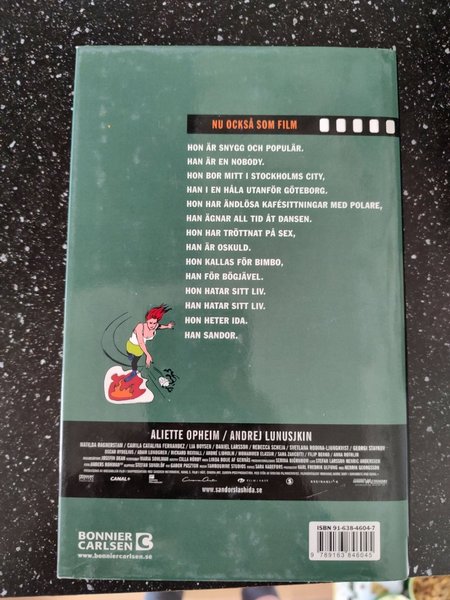 NU OCKSÅ SOM FILM
HON ÄR SNYGG OCH POPULÄR.
HAN ÄR EN NOBODY.
HON BOR MITT I STOCKHOLMS CITY,
HAN I EN HÅLA UTANFÖR GÖTEBORG.
HON HAR ÄNDLÖSA KAFÉSITTNINGAR MED POLARE,
HAN ÄGNAR ALL TID ÅT DANSEN.
HON HAR TRÖTTNAT PÅ SEX,
HAN ÄR OSKULD.
HON KALLAS FÖR BIMBO,
HAN FÖR BÖGJÄVEL.
HON HATAR SITT LIV.
HAN HATAR SITT LIV.
HON HETER IDA.
HAN SANDOR.
ALIETTE OPHEIM / ANDREJ LUNUSJKIN
CANAL+
www.sandorslashida.se
ISBN 91-638-4604-7
9 789163 846045
BONNIER
CARLSEN
www.bonniercarlsen.se